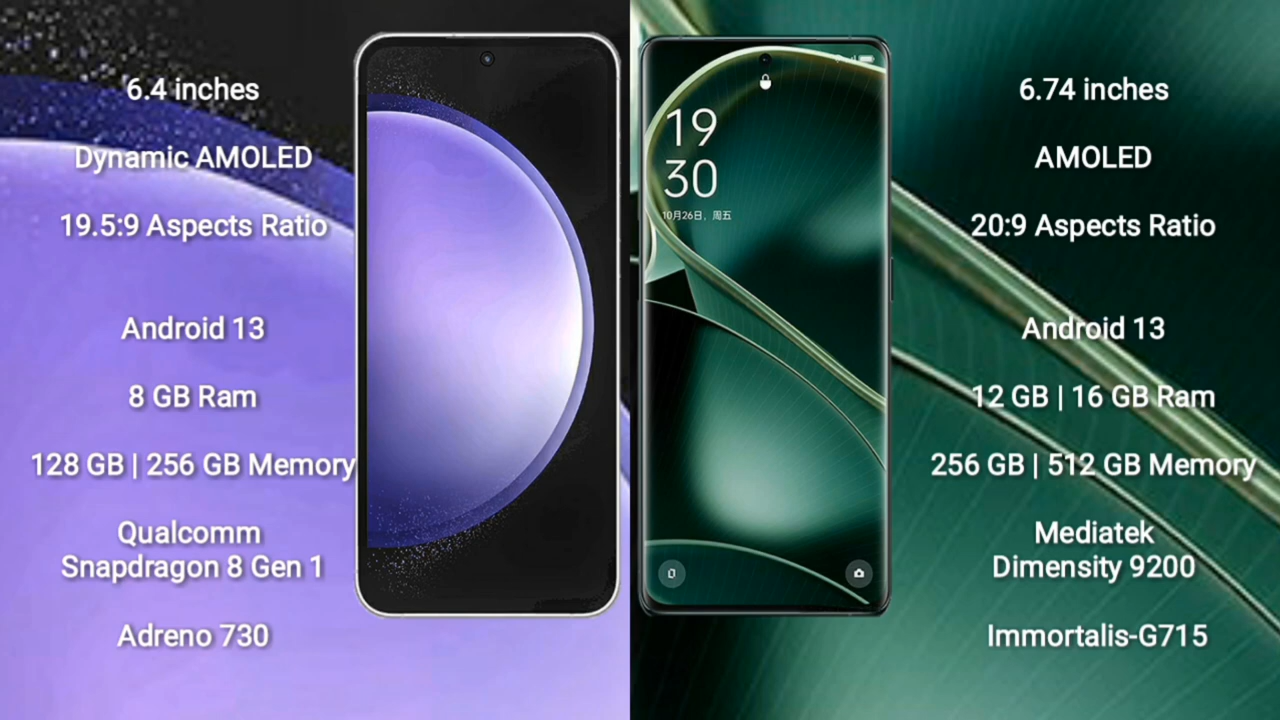 6.4 inches
Dynamic AMOLED
19.5:9 Aspects Ratio
Android 13
8 GB Ram
128 GB | 256 GB Memory
Qualcomm
Snapdragon 8 Gen 1
Adreno 730
19
30
10月26日，周五
6.74 inches
AMOLED
20:9 Aspects Ratio
Android 13
12 GB | 16 GB Ram
256 GB | 512 GB Memory
Mediatek
Dimensity 9200
Immortalis-G715